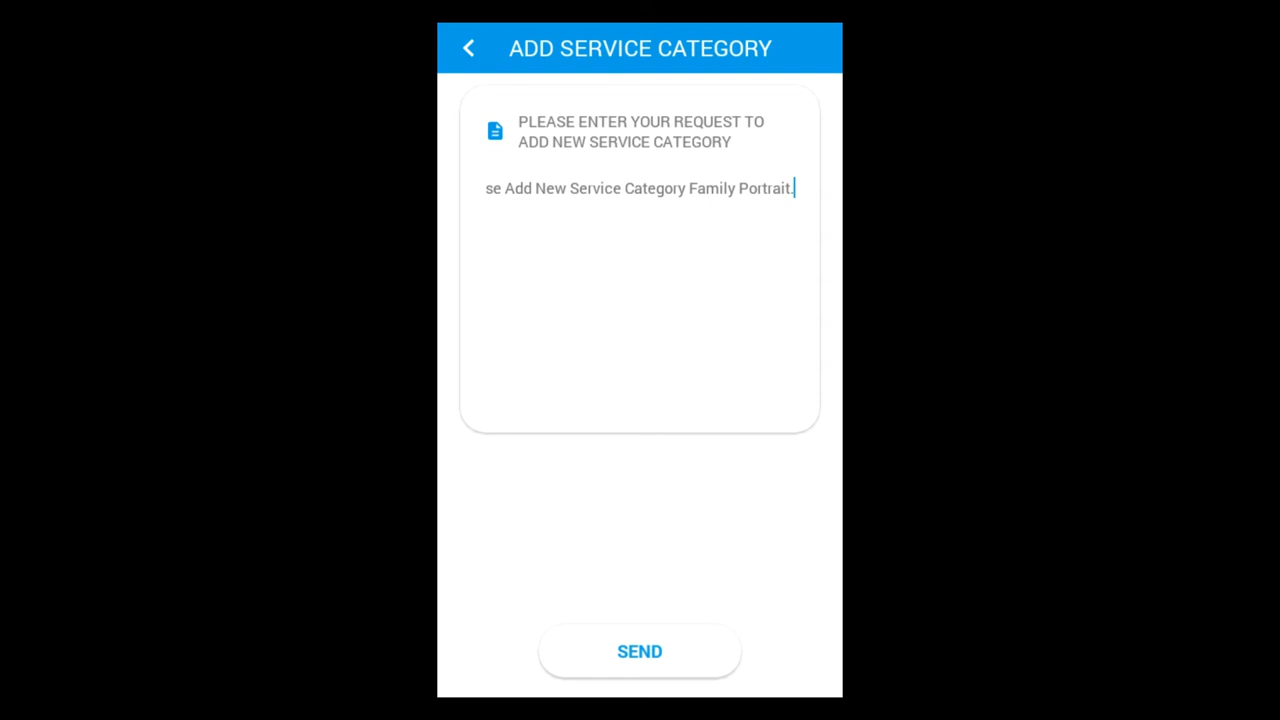 ADD SERVICE CATEGORY
PLEASE ENTER YOUR REQUEST TO
ADD NEW SERVICE CATEGORY
se Add New Service Category Family Portrait.
SEND